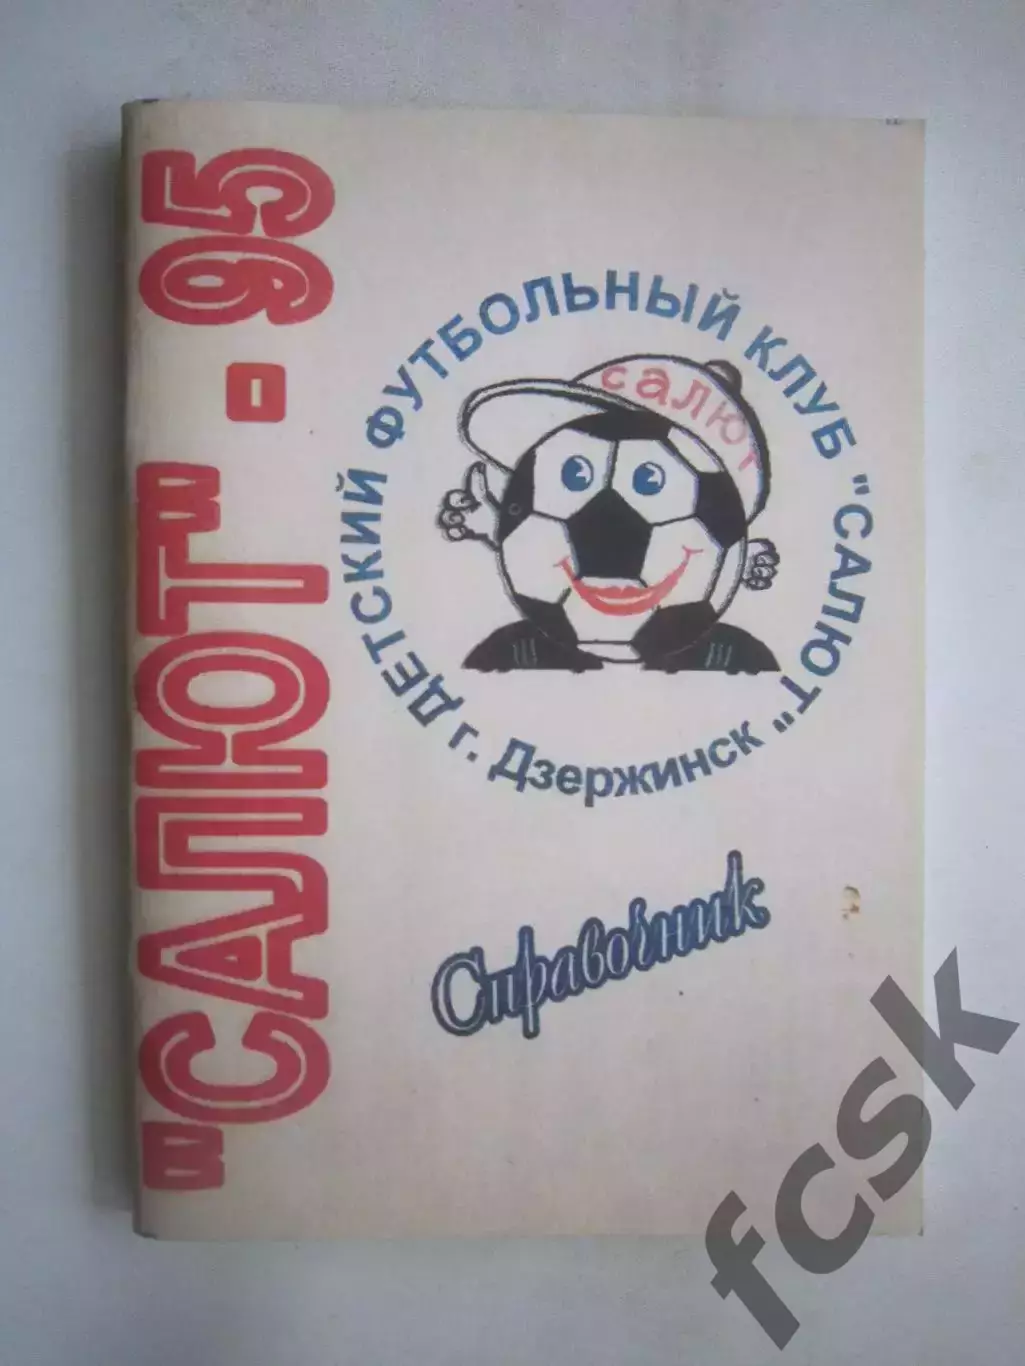 "САЛЮТ" - 95
ДЕТСКИЙ ФУТБОЛЬНЫЙ КЛУБ "САЛЮТ"
г. Дзержинск
салют
Справочник
fcsk